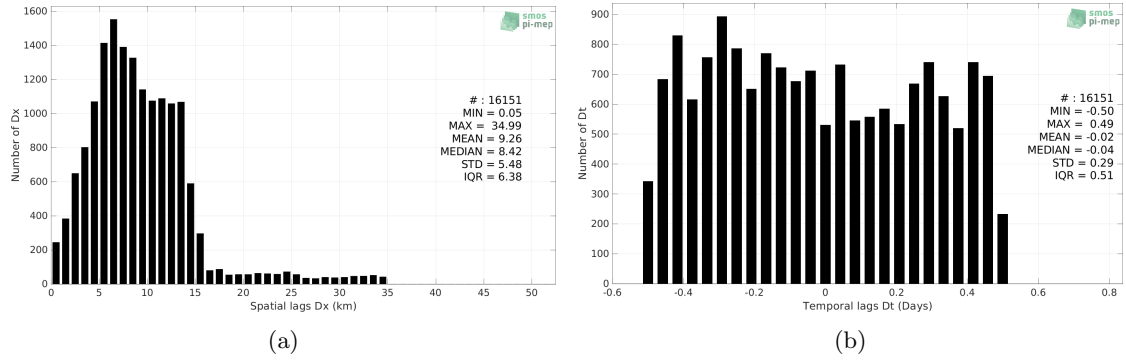 1600
1400
1200
1000
800
600
400
200
0
Number of Dx
0 5 10 15 20 25 30 35 40 45 50
Spatial lags Dx (km)
smos
pi-mep
# : 16151
MIN = 0.05
MAX = 34.99
MEAN = 9.26
MEDIAN = 8.42
STD = 5.48
IQR = 6.38
(a)
900
800
700
600
500
400
300
200
100
0
Number of Dt
-0.6 -0.4 -0.2 0 0.2 0.4 0.6 0.8
Temporal lags Dt (Days)
smos
pi-mep
# : 16151
MIN = -0.50
MAX = 0.49
MEAN = -0.02
MEDIAN = -0.04
STD = 0.29
IQR = 0.51
(b)